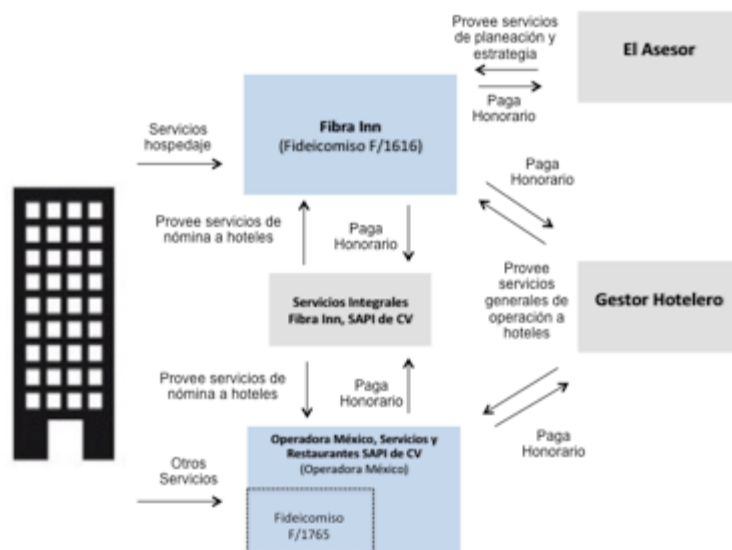 Provee servicios
de planeación y
estrategia
El Asesor
Paga
Honorario
Servicios
hospedaje
Fibra Inn
(Fideicomiso F/1616)
Paga
Honorario
Provee servicios de
nómina a hoteles
Paga
Honorario
Provee
servicios
generales de
operación a
hoteles
Gestor Hotelero
Servicios Integrales
Fibra Inn, SAPI de CV
Provee servicios de
nómina a hoteles
Paga
Honorario
Paga
Honorario
Operadora México, Servicios y
Restaurantes SAPI de CV
(Operadora México)
Otros
Servicios
Fideicomiso
F/1765